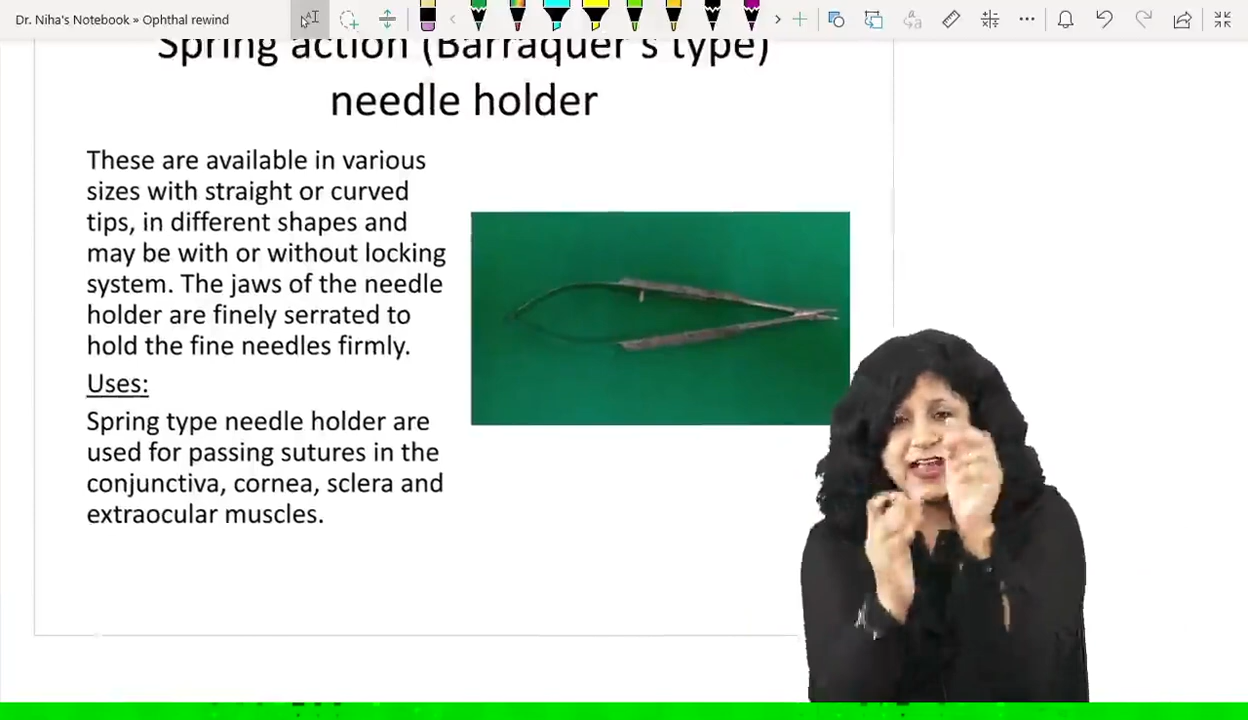 Dr. Niha's Notebook » Ophthal rewind
Spring action (Barraquer's type)
needle holder
These are available in various
sizes with straight or curved
tips, in different shapes and
may be with or without locking
system. The jaws of the needle
holder are finely serrated to
hold the fine needles firmly.
Uses:
Spring type needle holder are
used for passing sutures in the
conjunctiva, cornea, sclera and
extraocular muscles.